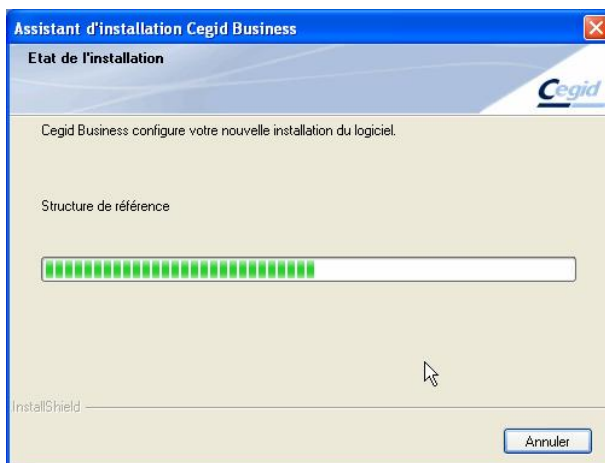 Assistant d'installation Cegid Business
Etat de l'installation
Cegid
Cegid Business configure votre nouvelle installation du logiciel.
Structure de référence
InstallShield
Annuler